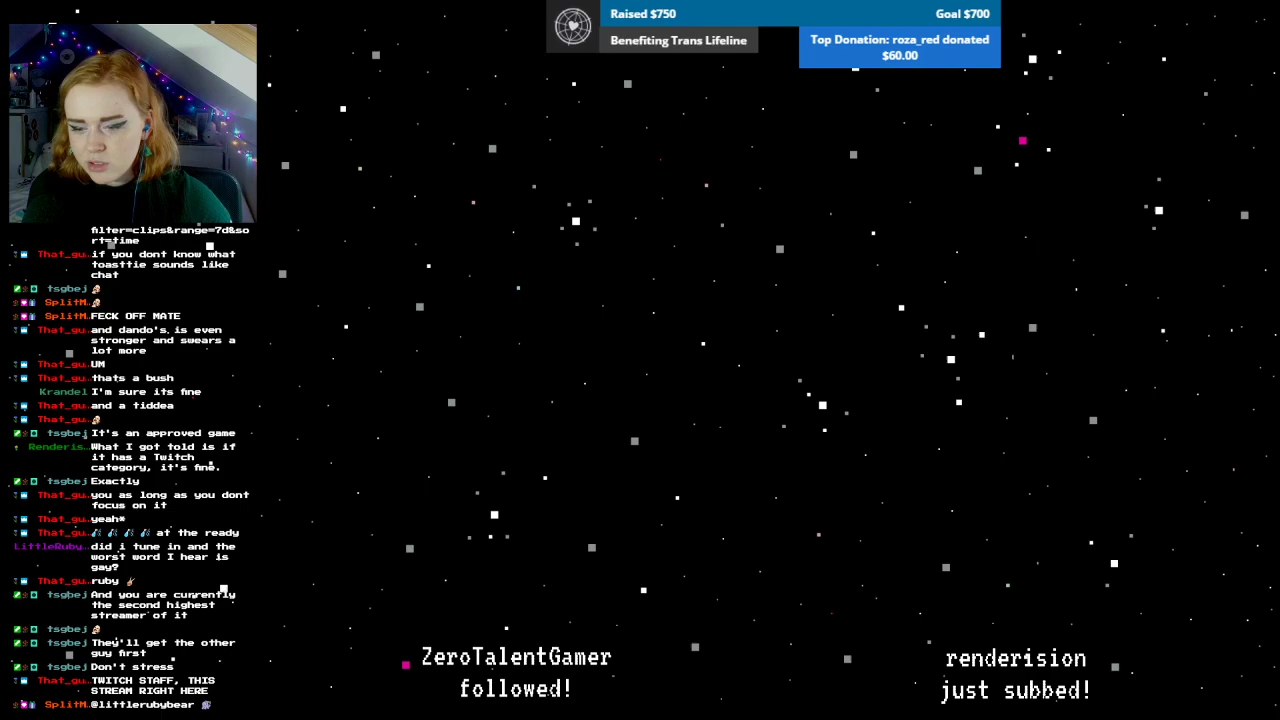 Raised $750
Goal $700
Benefiting Trans Lifeline
Top Donation: roza_red donated
$60.00
filter=clips&range=7d&so
rt=time
That_gu… if you dont know what
toasttie sounds like
chat
tsgbej
SplitM…
SplitM… FECK OFF MATE
That_gu… and dando's is even
stronger and swears a
lot more
That_gu… UM
That_gu… thats a bush
Krandel I'm sure its fine
That_gu… and a tiddea
That_gu…
tsgbej It's an approved game
Renderis… What I got told is if
it has a Twitch
category, it's fine.
tsgbej Exactly
That_gu… you as long as you dont
focus on it
That_gu… yeah*
That_gu… at the ready
LittleRuby… did i tune in and the
worst word I hear is
gay?
That_gu… ruby
tsgbej And you are currently
the second highest
streamer of it
tsgbej
tsgbej They'll get the other
guy first
tsgbej Don't stress
That_gu… TWITCH STAFF, THIS
STREAM RIGHT HERE
SplitM… @littlerubybear
ZeroTalentGamer
followed!
renderision
just subbed!